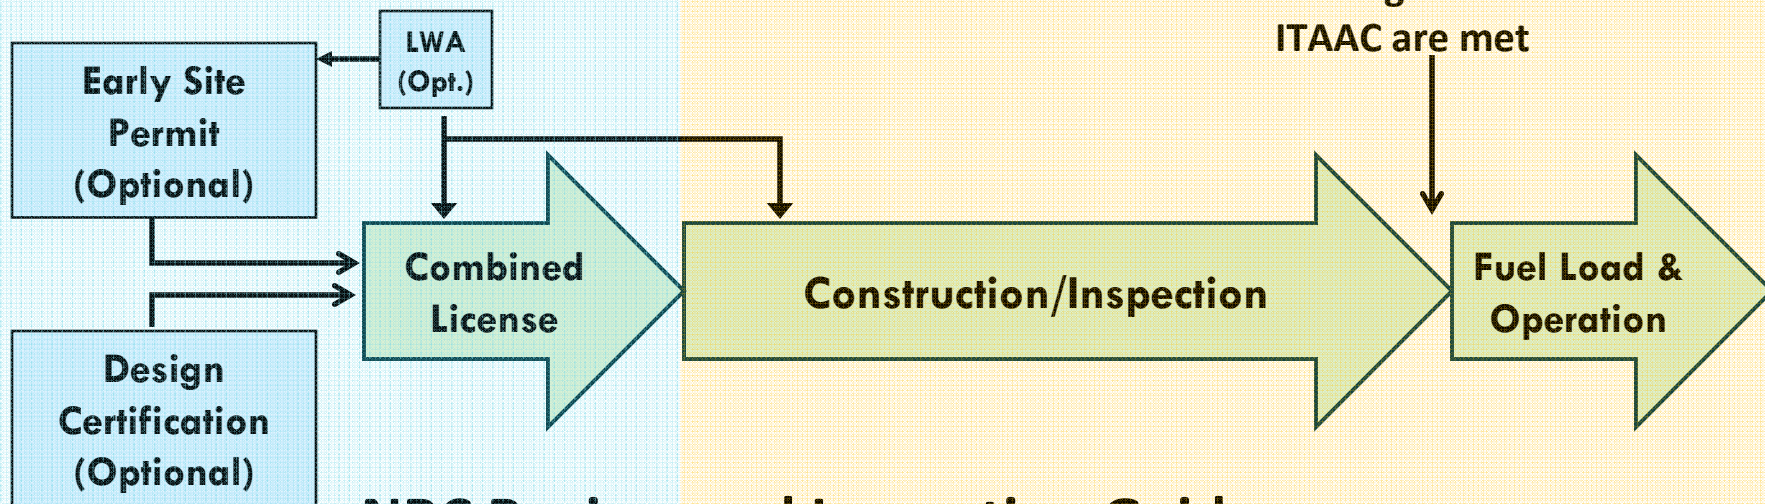 LWA
(Opt.)
ITAAC are met
Early Site
Permit
(Optional)
Combined
License
Construction/Inspection
Fuel Load &
Operation
Design
Certification
(Optional)